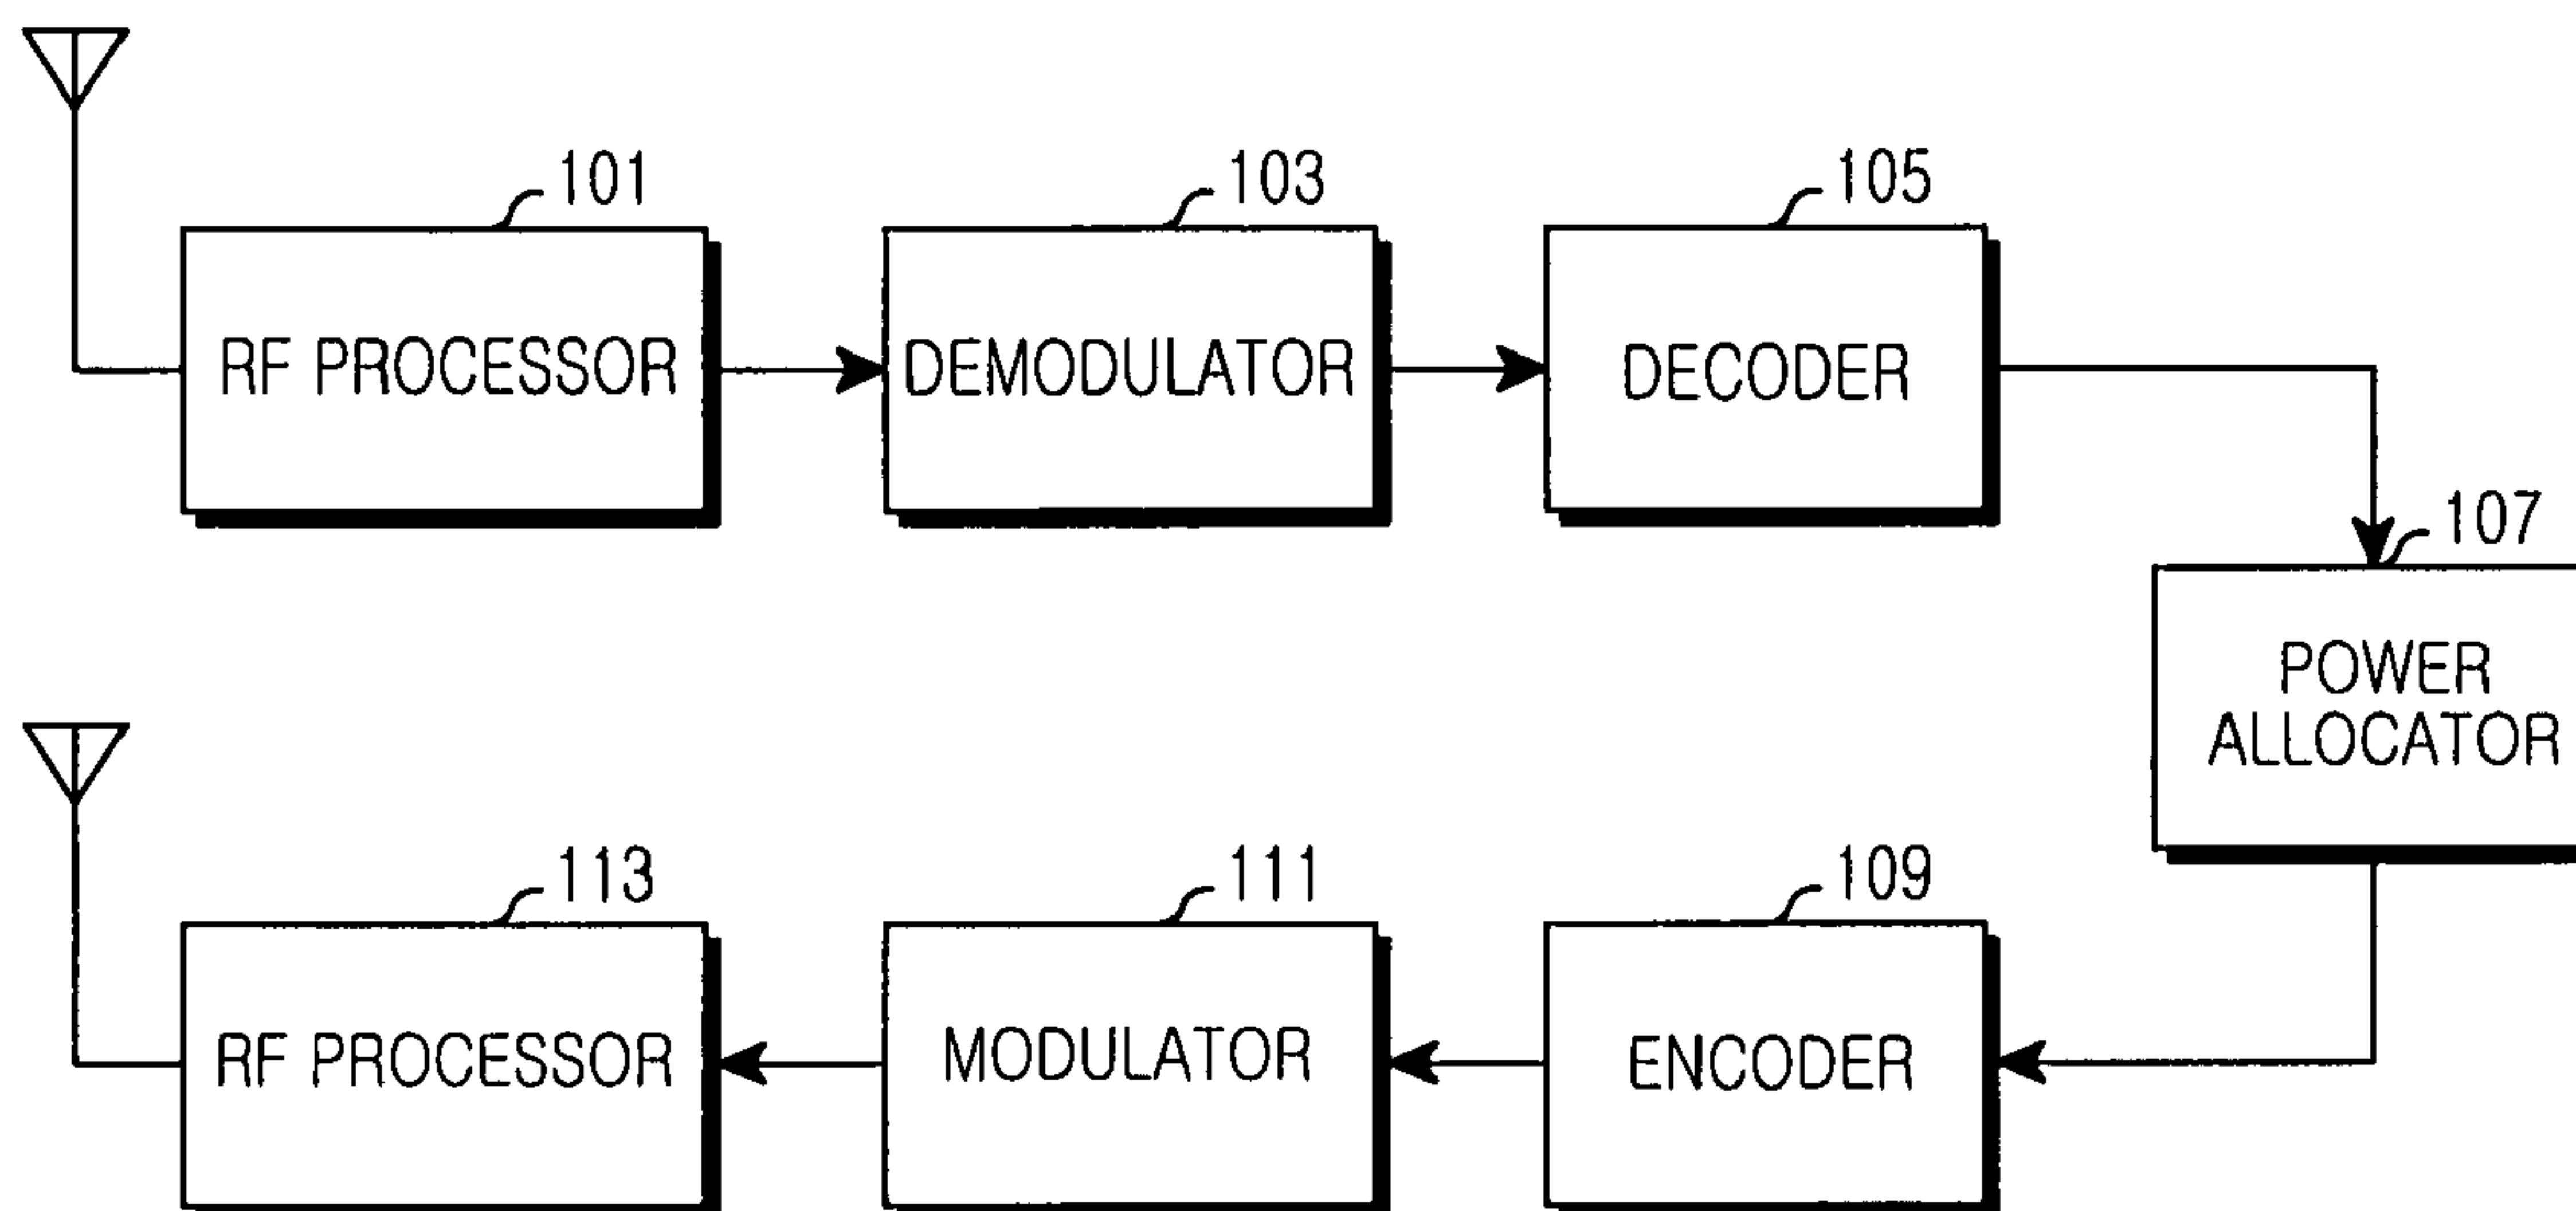 101
103
105
RF PROCESSOR
DEMODULATOR
DECODER
107
POWER
ALLOCATOR
113
111
109
RF PROCESSOR
MODULATOR
ENCODER